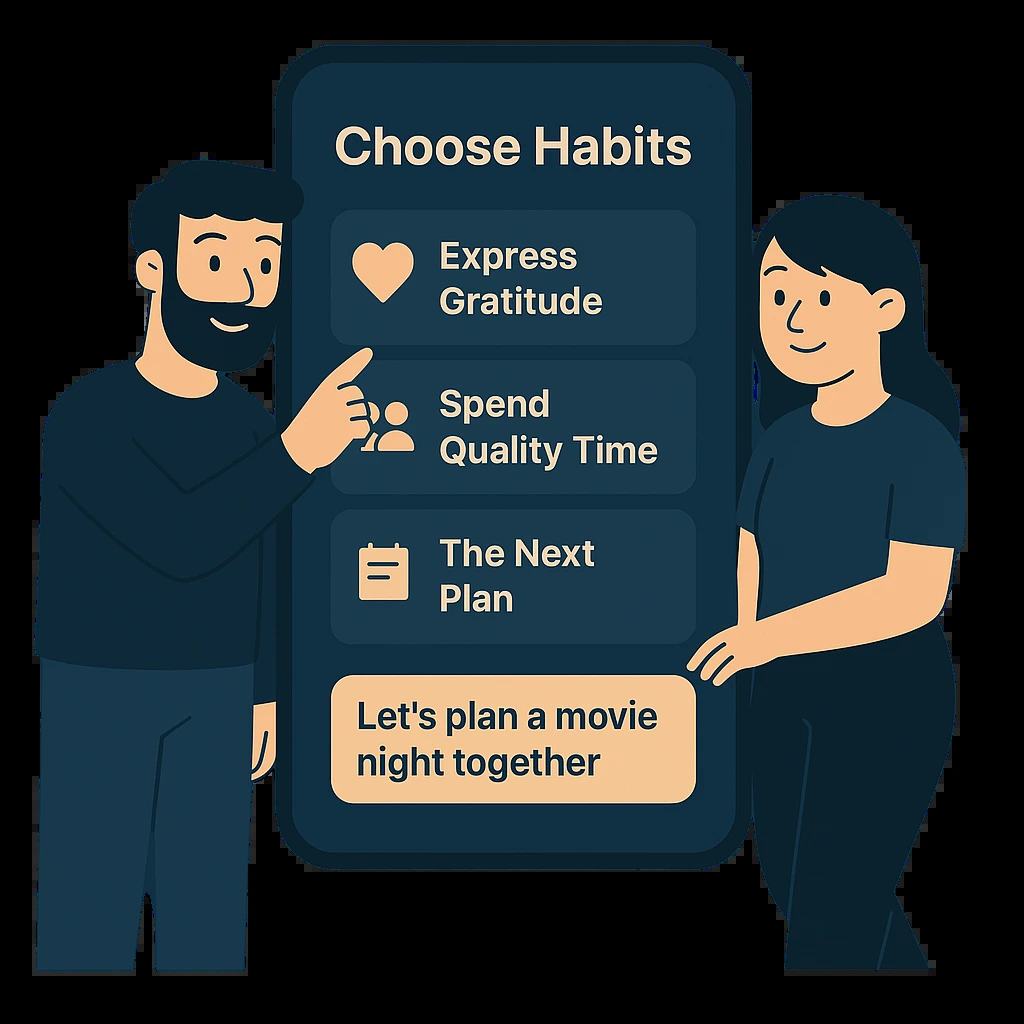 Choose Habits
Express
Gratitude
Spend
Quality Time
The Next
Plan
Let's plan a movie
night together